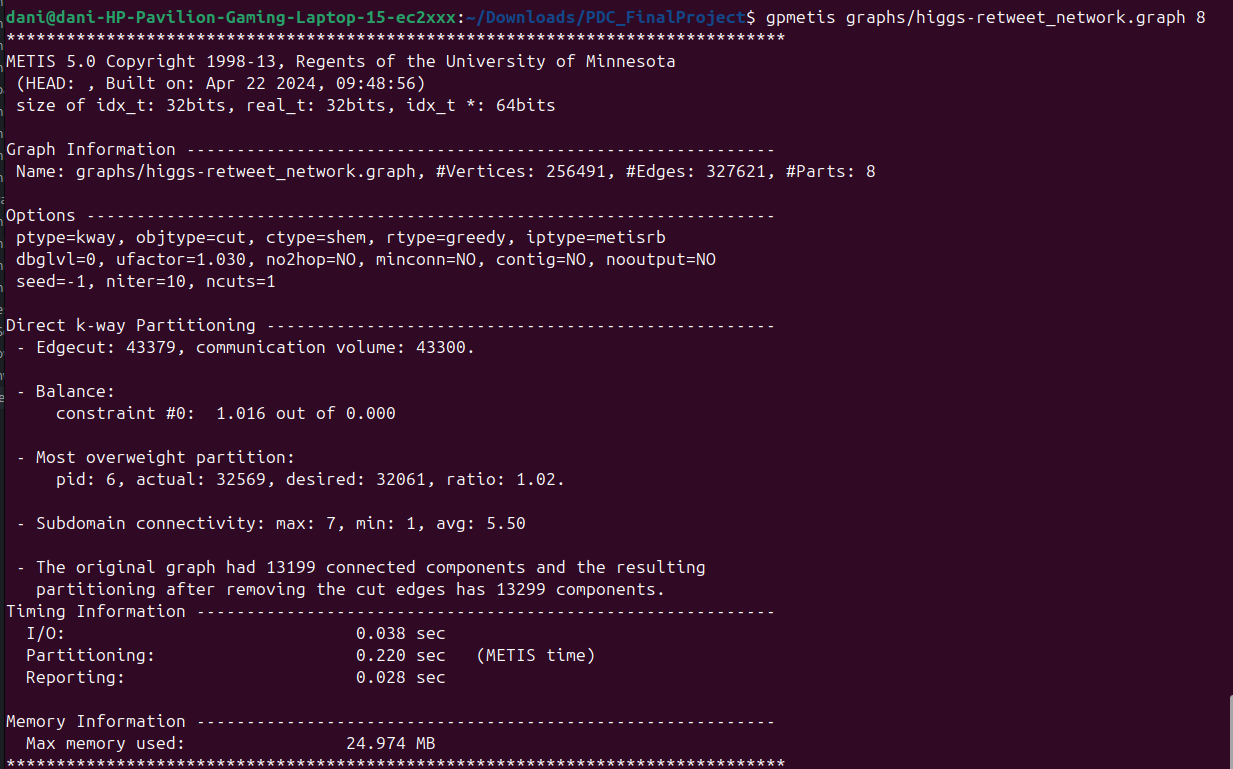 dani@dani-HP-Pavilion-Gaming-Laptop-15-ec2xxx:~/Downloads/PDC_FinalProject$ gpmetis graphs/higgs-retweet_network.graph 8
******************************************************************************
METIS 5.0 Copyright 1998-13, Regents of the University of Minnesota
 (HEAD: , Built on: Apr 22 2024, 09:48:56)
 size of idx_t: 32bits, real_t: 32bits, idx_t *: 64bits

Graph Information -----------------------------------------------------------
 Name: graphs/higgs-retweet_network.graph, #Vertices: 256491, #Edges: 327621, #Parts: 8

Options ---------------------------------------------------------------------
 ptype=kway, objtype=cut, ctype=shem, rtype=greedy, iptype=metisrb
 dbglvl=0, ufactor=1.030, no2hop=NO, minconn=NO, contig=NO, nooutput=NO
 seed=-1, niter=10, ncuts=1

Direct k-way Partitioning ---------------------------------------------------
 - Edgecut: 43379, communication volume: 43300.

 - Balance:
     constraint #0:  1.016 out of 0.000

 - Most overweight partition:
     pid: 6, actual: 32569, desired: 32061, ratio: 1.02.

 - Subdomain connectivity: max: 7, min: 1, avg: 5.50

 - The original graph had 13199 connected components and the resulting
   partitioning after removing the cut edges has 13299 components.
Timing Information ----------------------------------------------------------
  I/O:                             0.038 sec
  Partitioning:                    0.220 sec   (METIS time)
  Reporting:                       0.028 sec

Memory Information ----------------------------------------------------------
  Max memory used:                24.974 MB
******************************************************************************